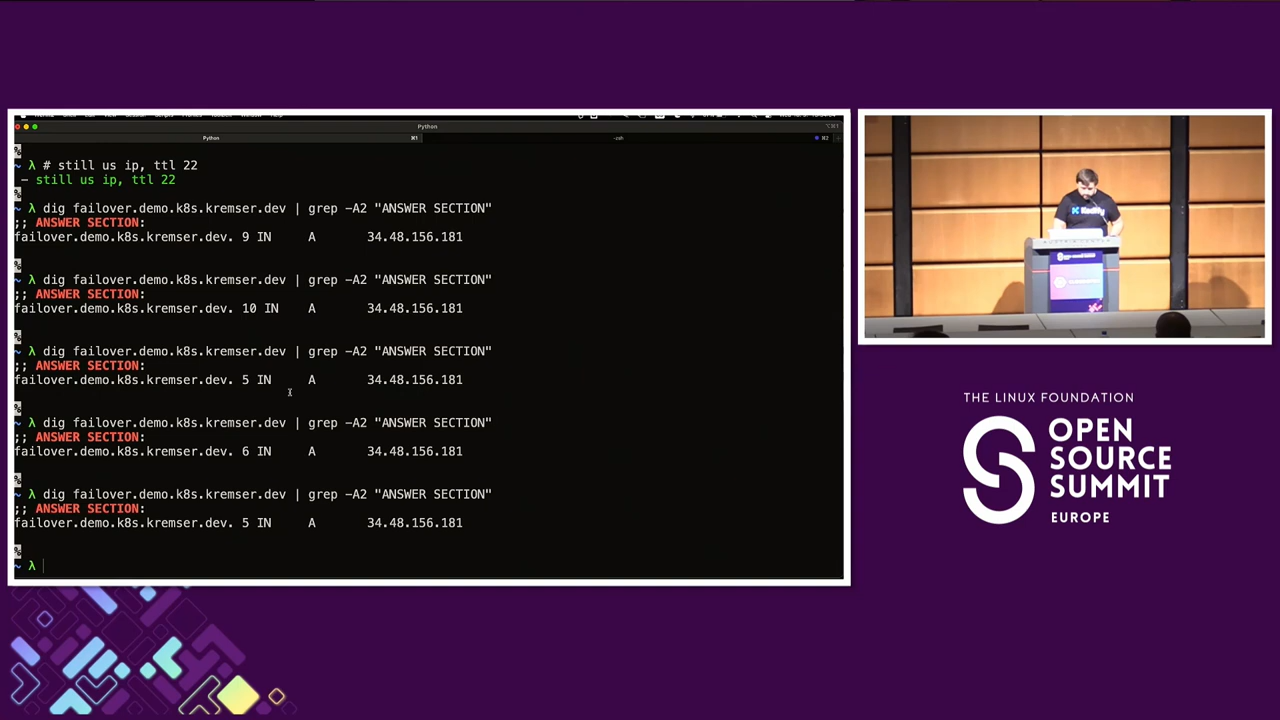 Python
Python
⌘1
-zsh
⌘2
~ λ # still us ip, ttl 22
— still us ip, ttl 22
~ λ dig failover.demo.k8s.kremser.dev | grep -A2 "ANSWER SECTION"
;; ANSWER SECTION:
failover.demo.k8s.kremser.dev. 9 IN A 34.48.156.181
%
~ λ dig failover.demo.k8s.kremser.dev | grep -A2 "ANSWER SECTION"
;; ANSWER SECTION:
failover.demo.k8s.kremser.dev. 10 IN A 34.48.156.181
%
~ λ dig failover.demo.k8s.kremser.dev | grep -A2 "ANSWER SECTION"
;; ANSWER SECTION:
failover.demo.k8s.kremser.dev. 5 IN A 34.48.156.181
%
~ λ dig failover.demo.k8s.kremser.dev | grep -A2 "ANSWER SECTION"
;; ANSWER SECTION:
failover.demo.k8s.kremser.dev. 6 IN A 34.48.156.181
%
~ λ dig failover.demo.k8s.kremser.dev | grep -A2 "ANSWER SECTION"
;; ANSWER SECTION:
failover.demo.k8s.kremser.dev. 5 IN A 34.48.156.181
%
~ λ
Kedify
THE LINUX FOUNDATION
OPEN
SOURCE
SUMMIT
EUROPE